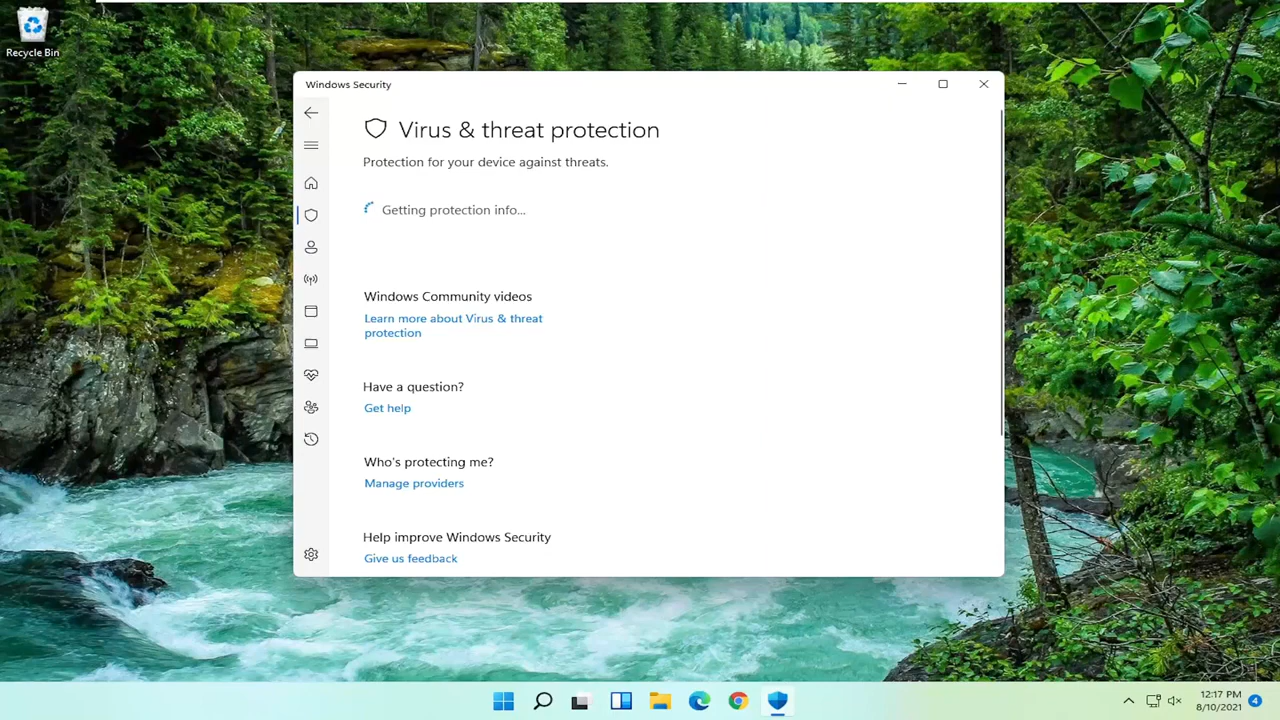 Recycle Bin
Windows Security
Virus & threat protection
Protection for your device against threats.
Getting protection info...
Windows Community videos
Learn more about Virus & threat
protection
Have a question?
Get help
Who's protecting me?
Manage providers
Help improve Windows Security
Give us feedback
12:17 PM
8/10/2021
4